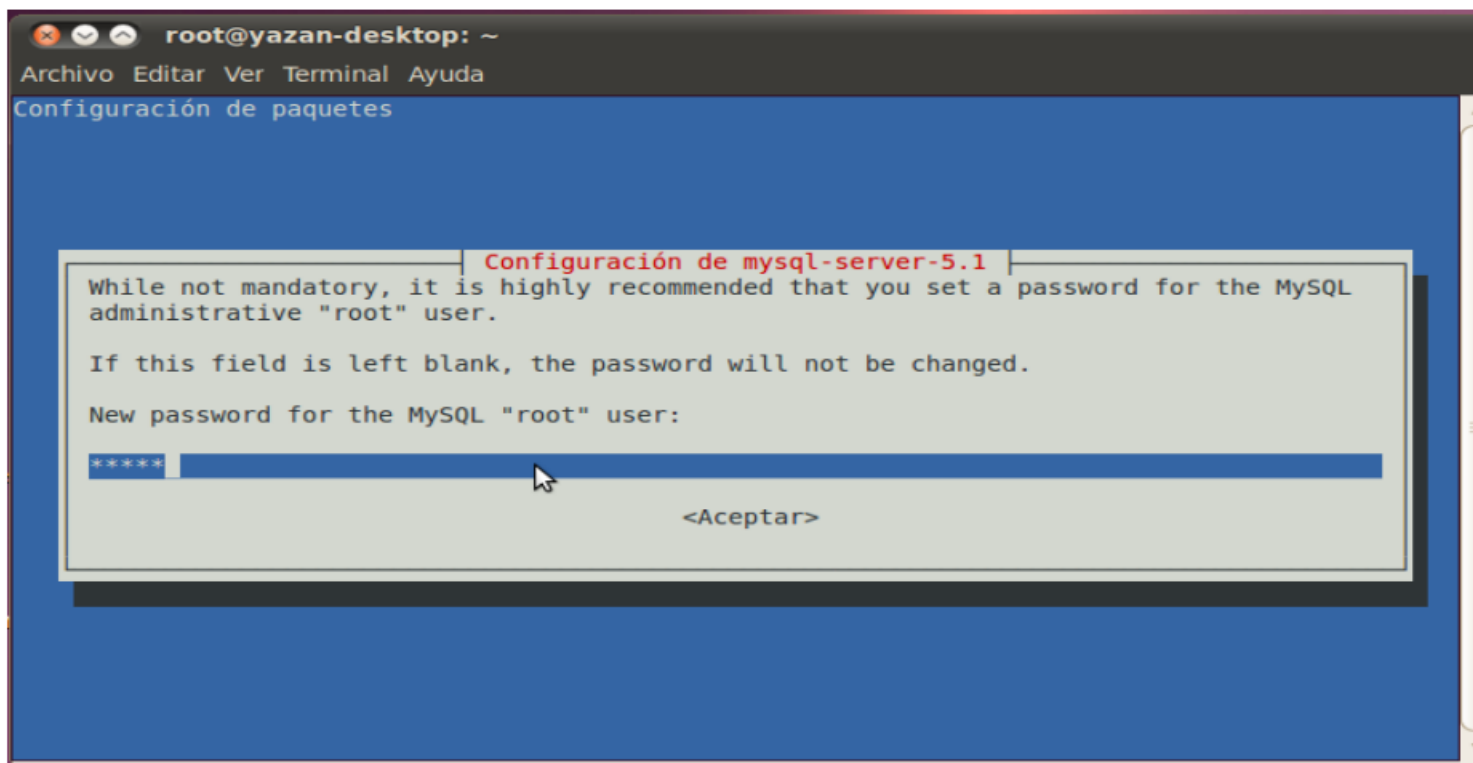 root@yazan-desktop: ~
Archivo Editar Ver Terminal Ayuda
Configuración de paquetes
Configuración de mysql-server-5.1
While not mandatory, it is highly recommended that you set a password for the MySQL
administrative "root" user.
If this field is left blank, the password will not be changed.
New password for the MySQL "root" user:
*****
<Aceptar>